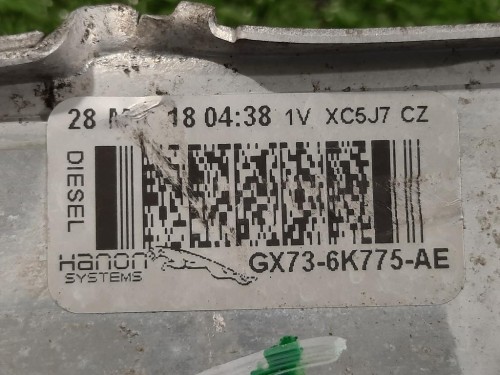 28 18 04:38 1V XC5J7 CZ
DIESEL
Hanon
SYSTEMS
GX73-6K775-AE